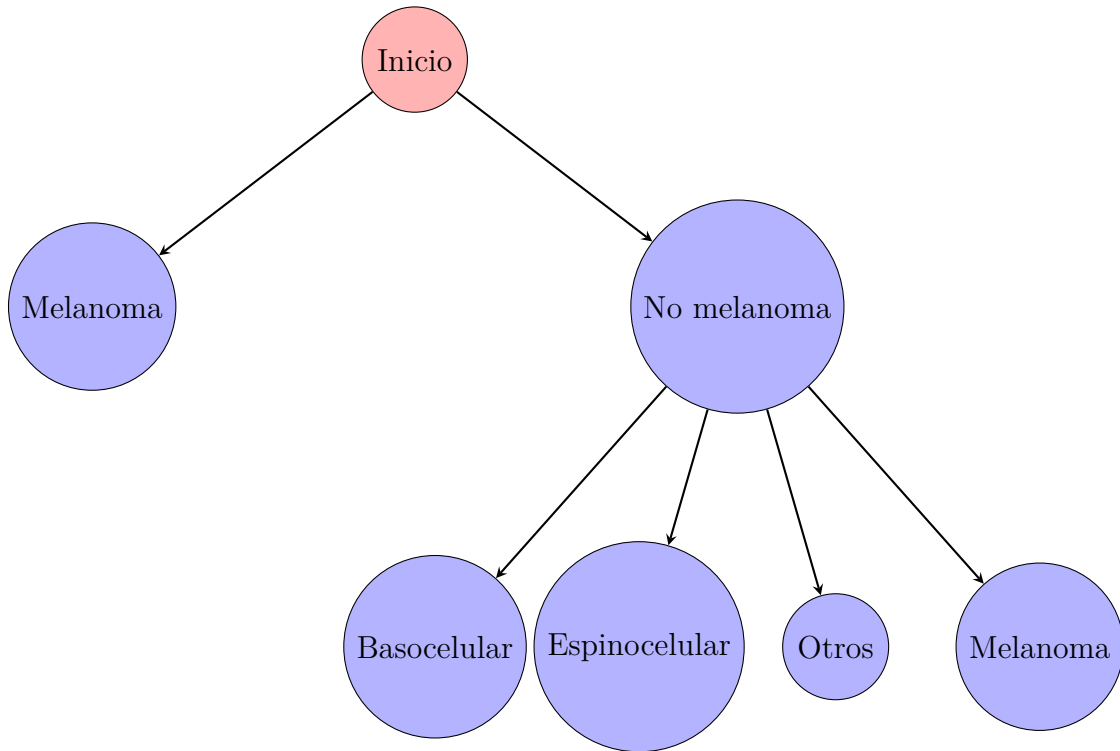 Inicio
Melanoma
No melanoma
Basocelular
Espinocelular
Otros
Melanoma